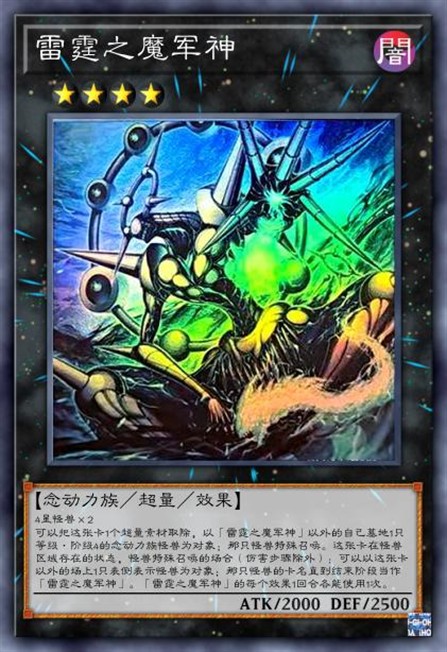 雷霆之魔军神
闇
【念动力族／超量／效果】
4星怪兽×2
可以把这张卡1个超量素材取除，以「雷霆之魔军神」以外的自己墓地1只
等级·阶级4的念动力族怪兽为对象；那只怪兽特殊召唤。这张卡在怪兽
区域存在的状态，怪兽特殊召唤的场合（伤害步骤除外）；可以以这张卡
以外的场上1只表侧表示怪兽为对象；那只怪兽的卡名直到结束阶段当作
「雷霆之魔军神」。「雷霆之魔军神」的每个效果1回合各能使用1次。
ATK/2000 DEF/2500